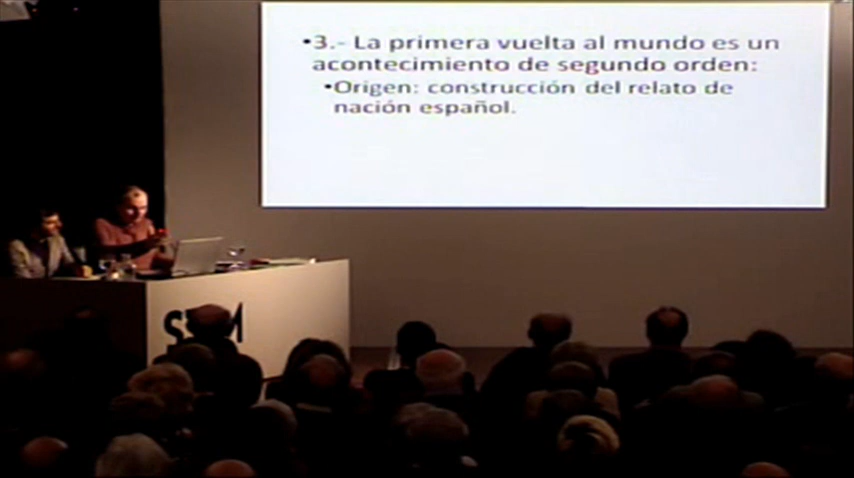 •3.- La primera vuelta al mundo es un
acontecimiento de segundo orden:
•Origen: construcción del relato de
nación español.